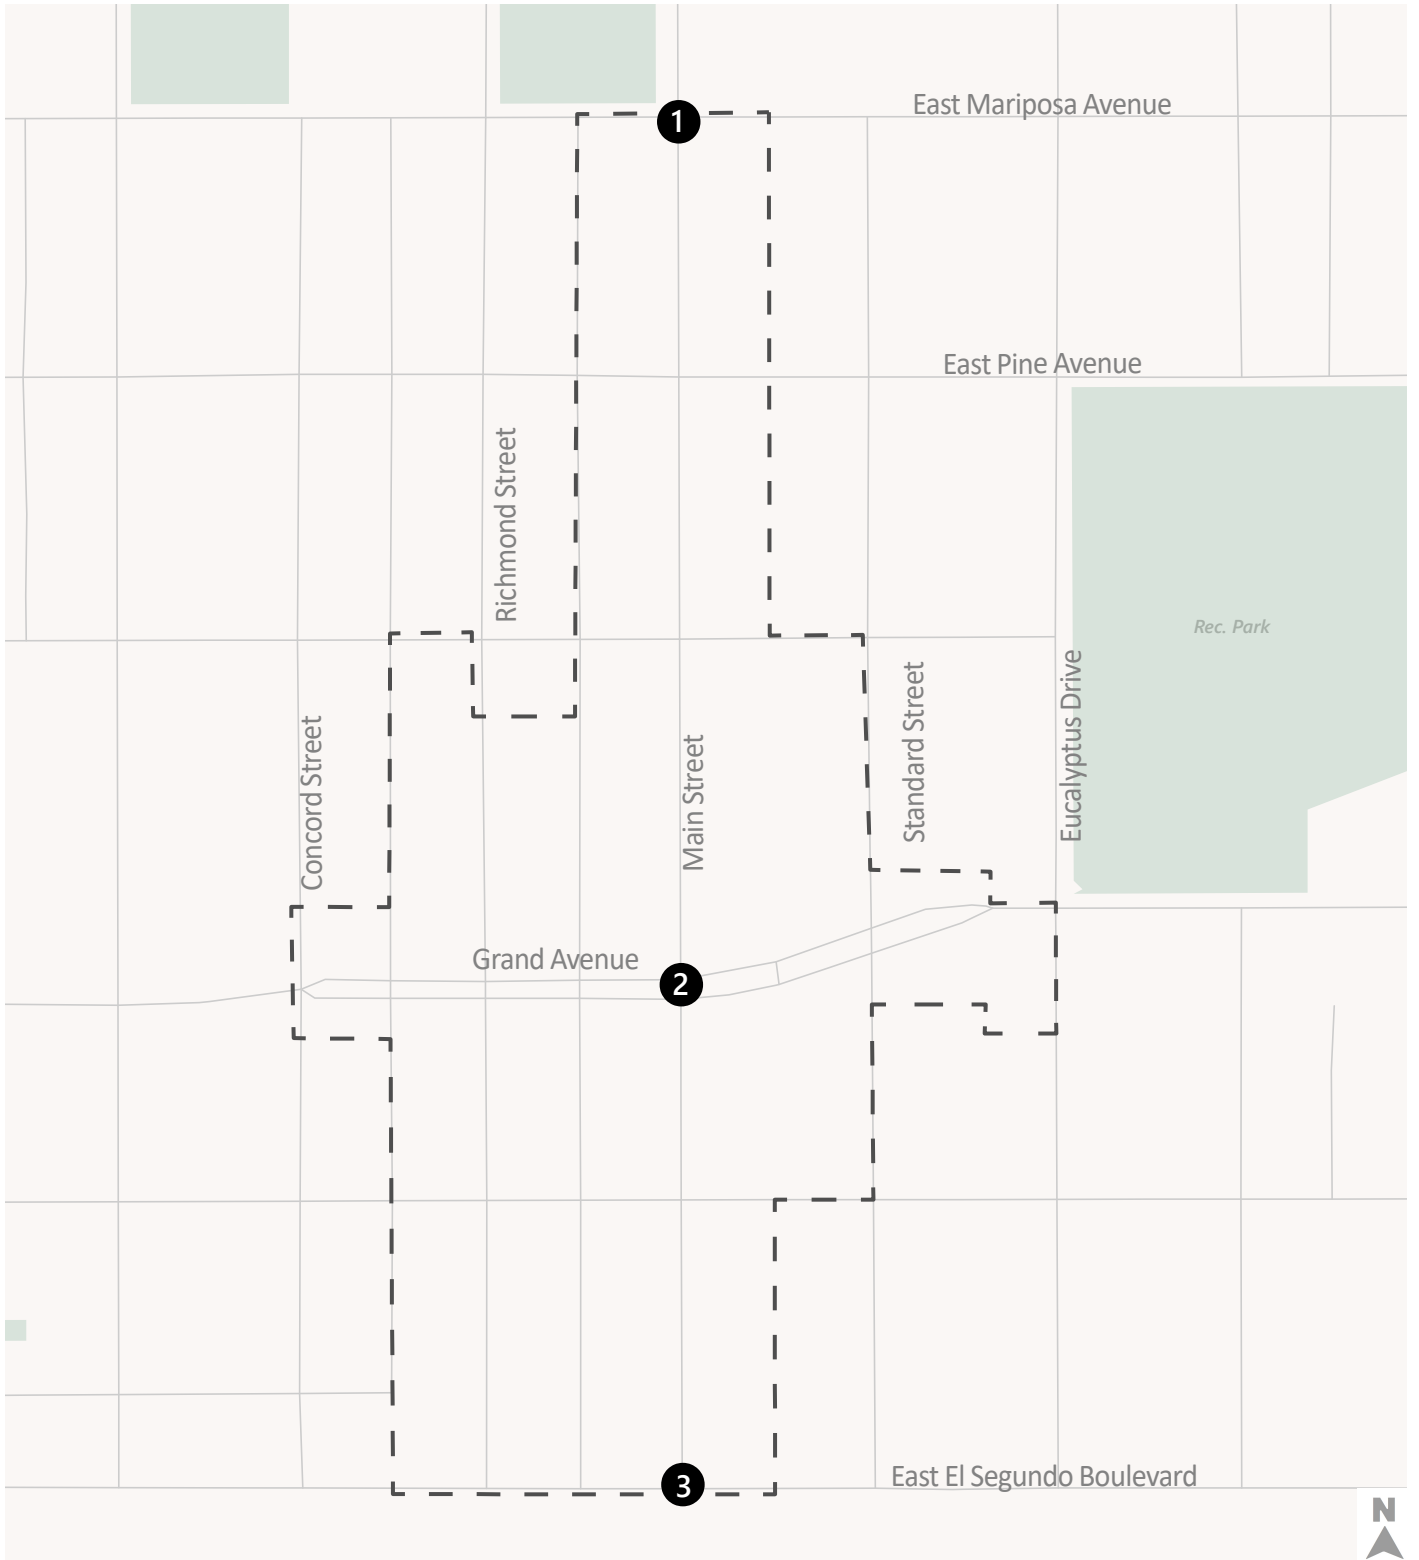 East Mariposa Avenue
1
East Pine Avenue
Richmond Street
Rec. Park
Concord Street
Main Street
Standard Street
Eucalyptus Drive
Grand Avenue
2
East El Segundo Boulevard
3
N